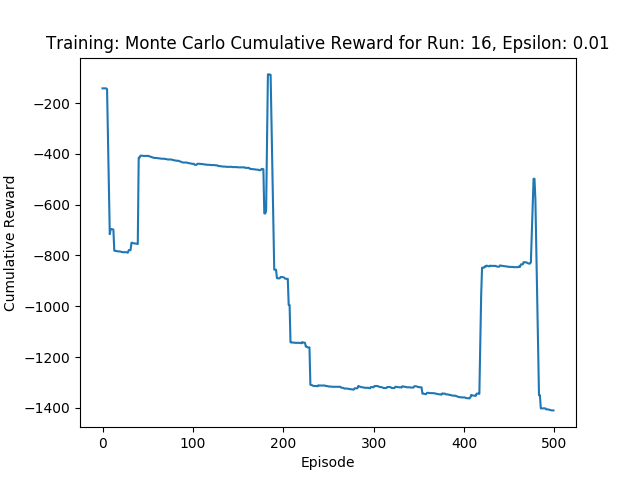 Training: Monte Carlo Cumulative Reward for Run: 16, Epsilon: 0.01
Cumulative Reward
−200
−400
−600
−800
−1000
−1200
−1400
0 100 200 300 400 500
Episode